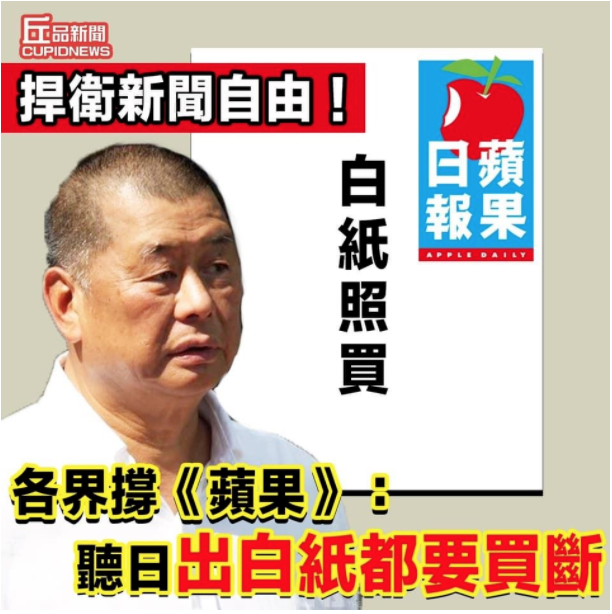 丘品新聞
CUPIDNEWS
捍衛新聞自由！
蘋果
日報
APPLE DAILY
白紙照買
各界撐《蘋果》：
聽日出白紙都要買斷